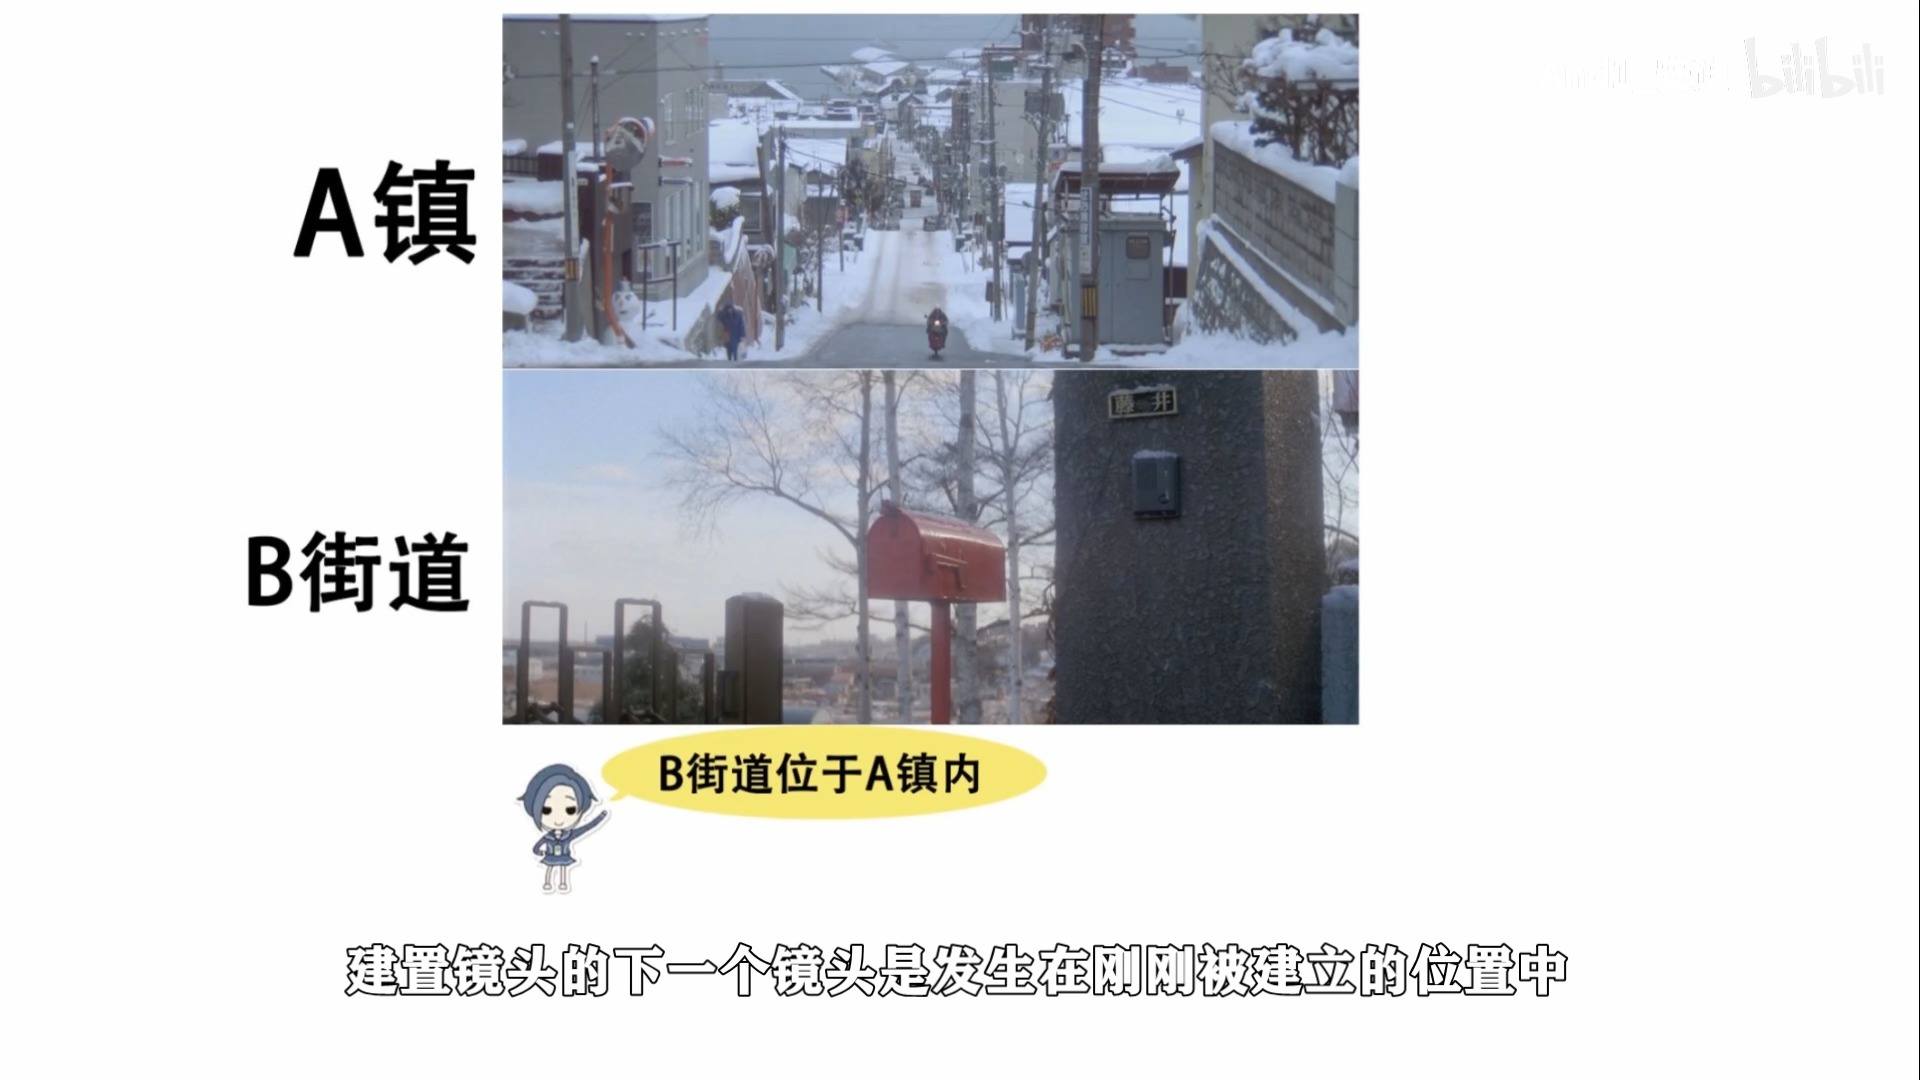 bilibili
A镇
藤井
B街道
B街道位于A镇内
建置镜头的下一个镜头是发生在刚刚被建立的位置中